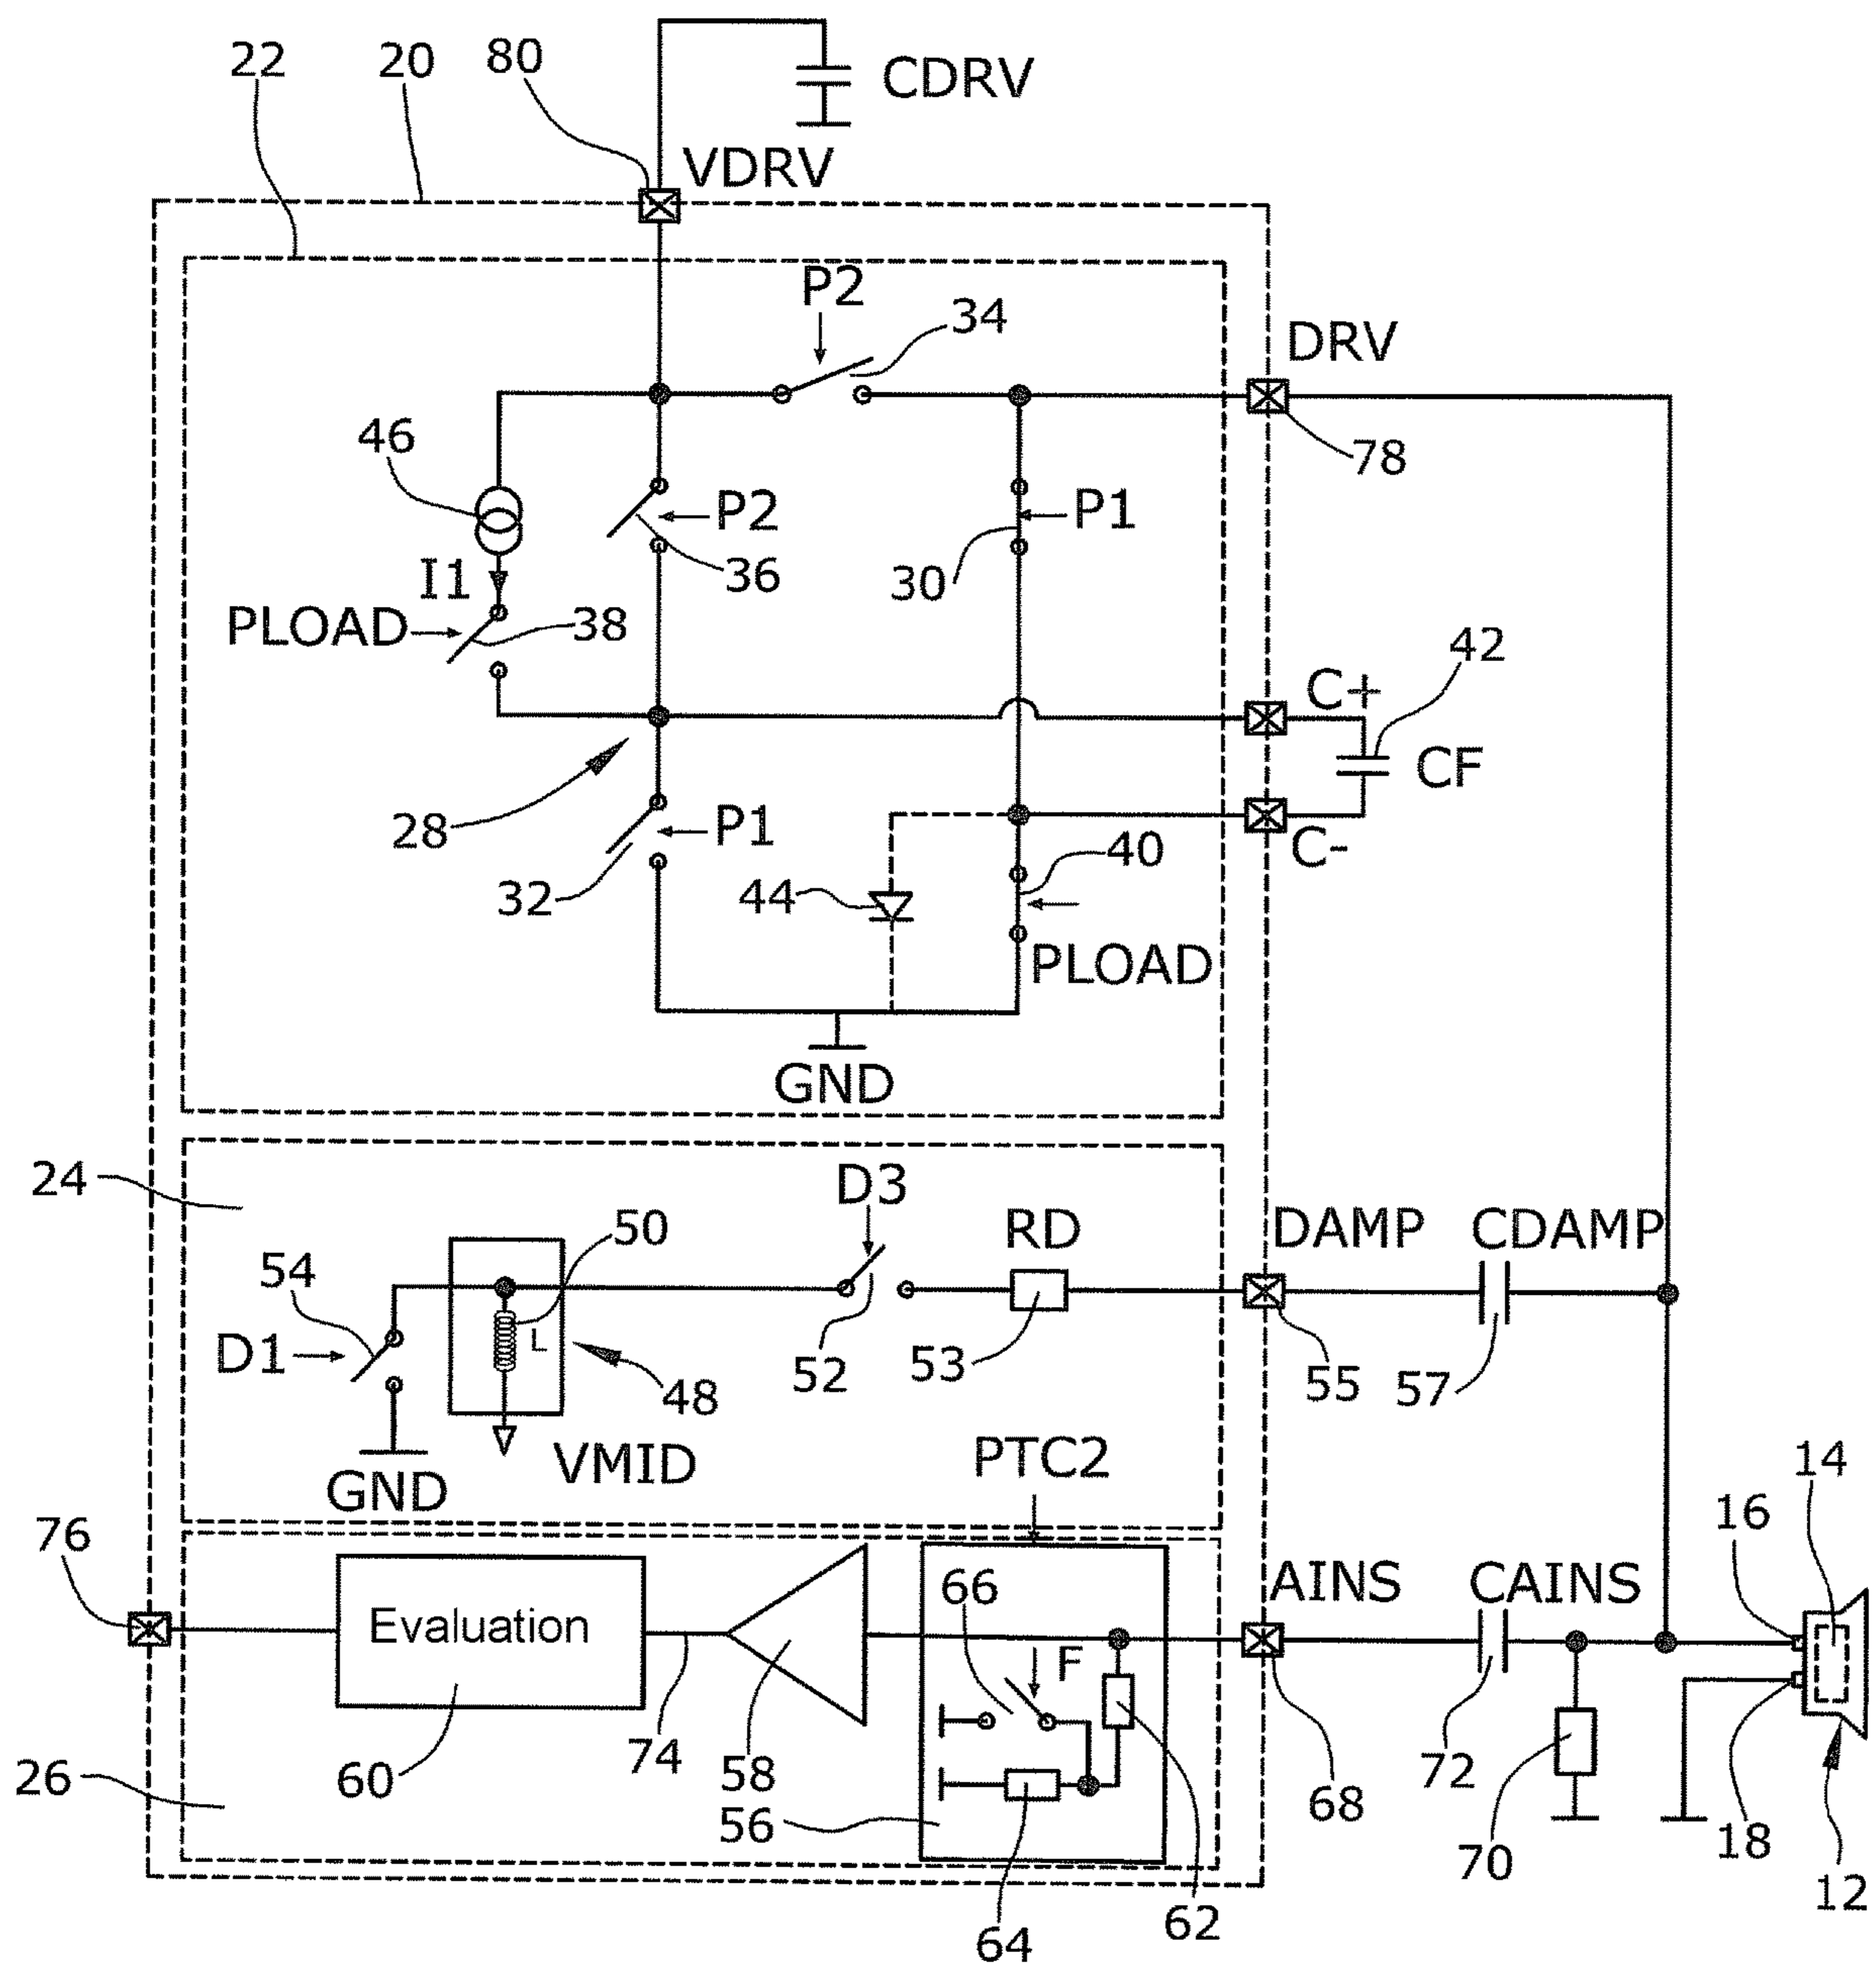 22
20
80
CDRV
VDRV
P2
34
DRV
46
78
P2
P1
I1
36
30
PLOAD
38
42
C+
CF
28
P1
C-
32
44
40
PLOAD
GND
24
D3
50
RD
DAMP
CDAMP
54
L
D1
52
53
55
57
48
VMID
GND
PTC2
14
76
16
66
AINS
CAINS
Evaluation
F
74
58
60
72
26
56
68
70
18
12
64
62